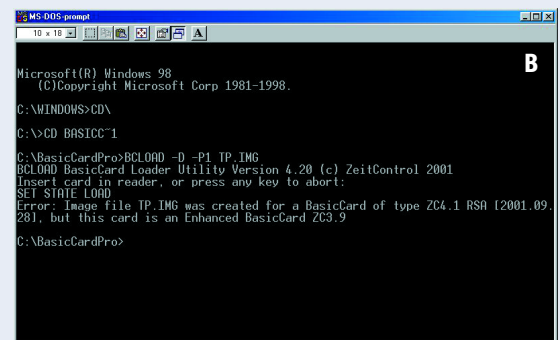 MS-DOS-prompt
10 x 18
A
B
Microsoft(R) Windows 98
(C)Copyright Microsoft Corp 1981-1998.
C:\WINDOWS>CD\
C:\>CD BASICC~1
C:\BasicCardPro>BCLOAD -D -P1 TP.IMG
BCLOAD BasicCard Loader Utility Version 4.20 (c) ZeitControl 2001
Insert card in reader, or press any key to abort:
SET STATE LOAD
Error: Image file TP.IMG was created for a BasicCard of type ZC4.1 RSA [2001.09.
28], but this card is an Enhanced BasicCard ZC3.9
C:\BasicCardPro>